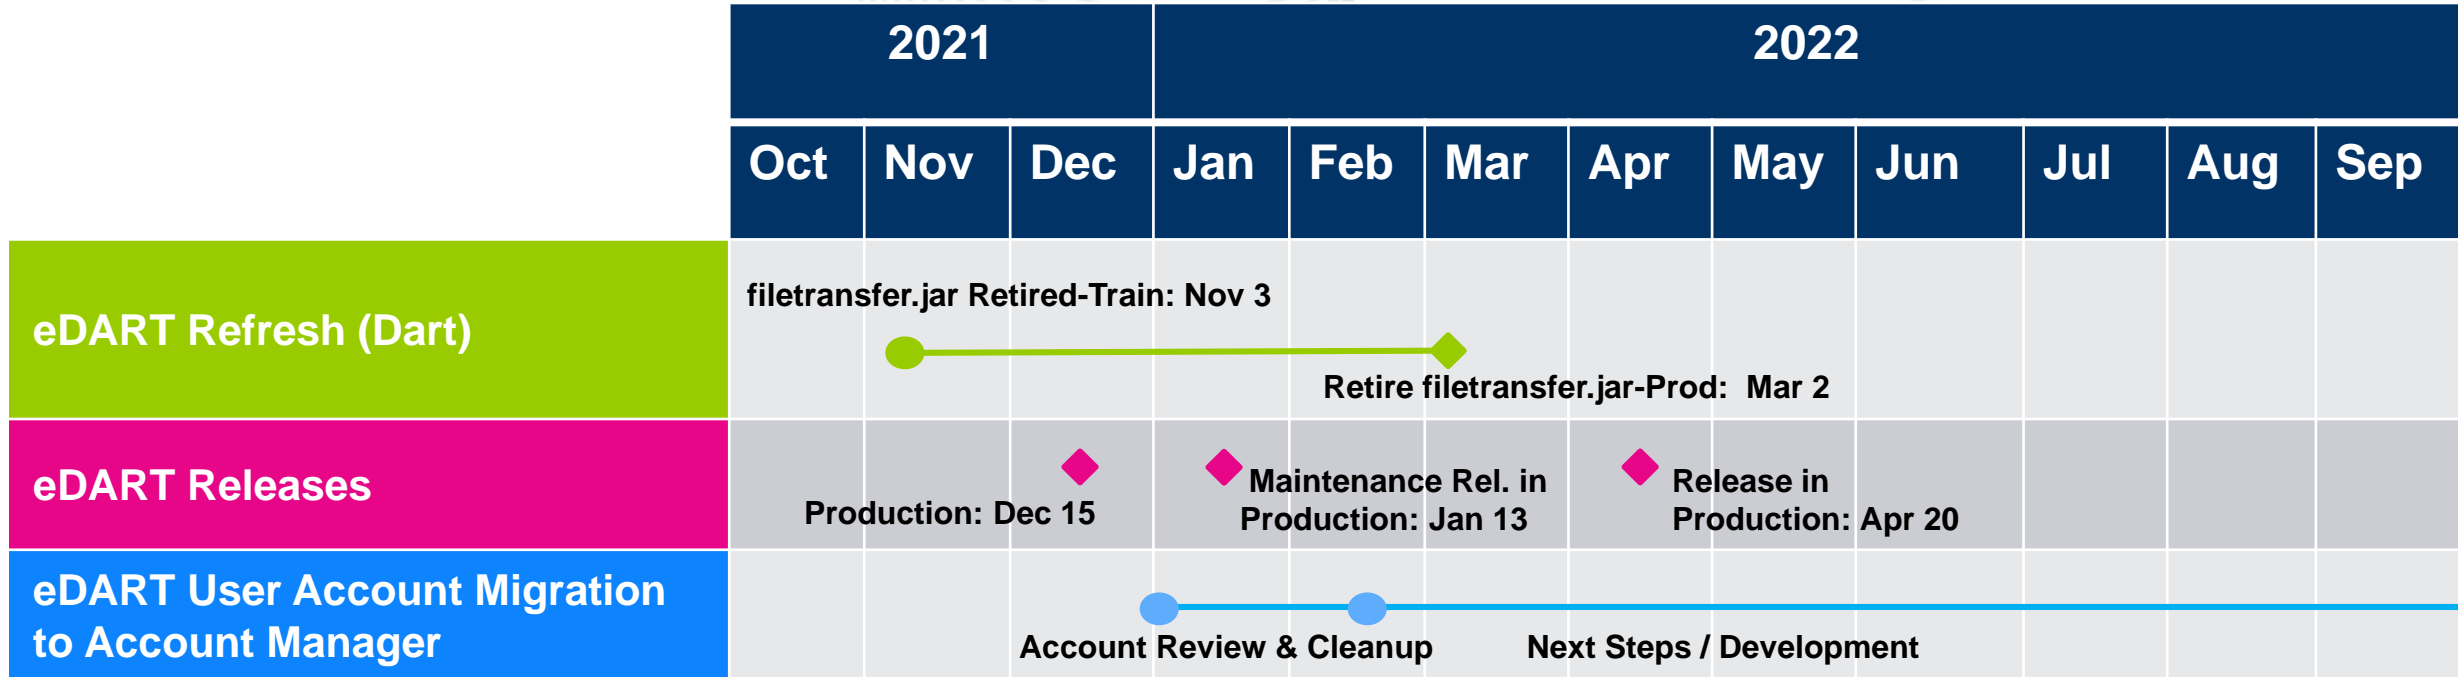 2021
2022
Oct
Nov
Dec
Jan
Feb
Mar
Apr
May
Jun
Jul
Aug
Sep
eDART Refresh (Dart)
filetransfer.jar Retired-Train: Nov 3
Retire filetransfer.jar-Prod: Mar 2
eDART Releases
Production: Dec 15
Maintenance Rel. in
Production: Jan 13
Release in
Production: Apr 20
eDART User Account Migration
to Account Manager
Account Review & Cleanup
Next Steps / Development